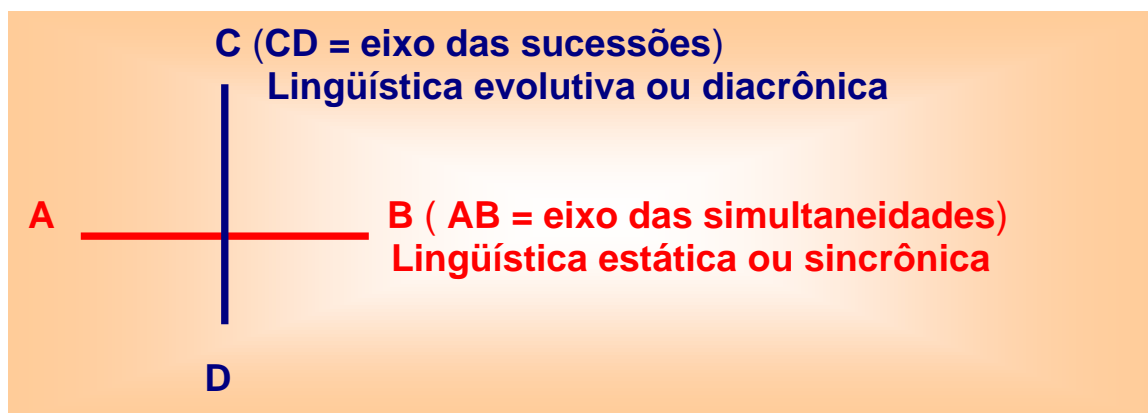 C (CD = eixo das sucessões)
Lingüística evolutiva ou diacrônica
A
B ( AB = eixo das simultaneidades)
Lingüística estática ou sincrônica
D